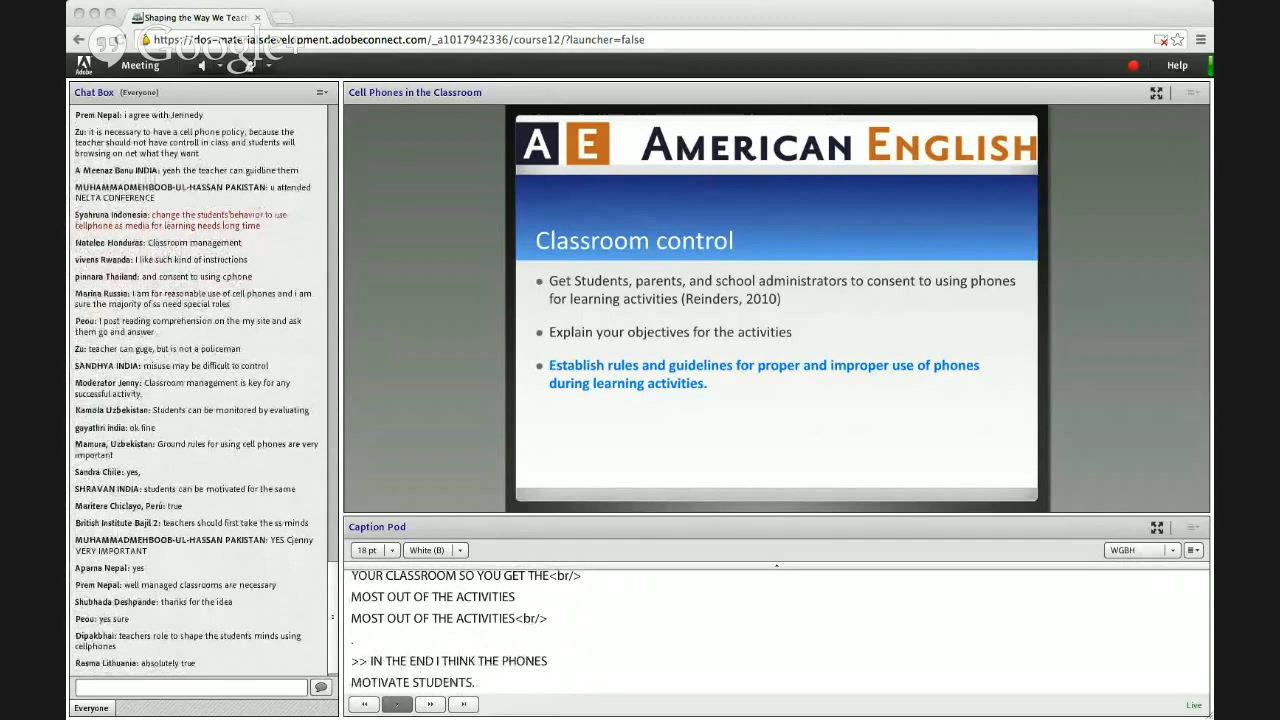 Shaping the Way We Teach
https://dos-materialsdevelopment.adobeconnect.com/_a1017942336/course12/?launcher=false
Google+
Adobe
Meeting
Help
Chat Box (Everyone)
Prem Nepal: i agree with Jennedy
Zu: it is necessary to have a cell phone policy, because the
teacher should not have controll in class and students will
browsing on net what they want
A Meenaz Banu INDIA: yeah the teacher can guidline them
MUHAMMADMEHBOOB-UL-HASSAN PAKISTAN: u attended
NELTA CONFERENCE
Syahruna Indonesia: change the students'behavior to use
cellphone as media for learning needs long time
Natalee Honduras: Classroom management
vivens Rwanda: I like such kind of instructions
pinnara Thailand: and consent to using cphone
Marina Russia: I am for reasonable use of cell phones and i am
sure the majority of ss need special rules
Peou: I post reading comprehension on the my site and ask
them go and answer .
Zu: teacher can guge, but is not a policeman
SANDHYA INDIA: misuse may be difficult to control
Moderator Jenny: Classroom management is key for any
successful activity.
Kamola Uzbekistan: Students can be monitored by evaluating
gayathri india: ok fine
Mamura, Uzbekistan: Ground rules for using cell phones are very
important
Sandra Chile: yes,
SHRAVAN INDIA: students can be motivated for the same
Maritere Chiclayo, Perú: true
British Institute Bajil 2: teachers should first take the ss minds
MUHAMMADMEHBOOB-UL-HASSAN PAKISTAN: YES Cjenny
VERY IMPORTANT
Aparna Nepal: yes
Prem Nepal: well managed classrooms are necessary
Shubhada Deshpande: thanks for the idea
Peou: yes sure
Dipakbhai: teachers role to shape the students minds using
cellphones
Rasma Lithuania: absolutely true
Everyone
Cell Phones in the Classroom
AE AMERICAN ENGLISH
Classroom control
• Get Students, parents, and school administrators to consent to using phones
for learning activities (Reinders, 2010)
• Explain your objectives for the activities
• Establish rules and guidelines for proper and improper use of phones
during learning activities.
Caption Pod
18 pt
White (B)
WGBH
YOUR CLASSROOM SO YOU GET THE<br/>
MOST OUT OF THE ACTIVITIES
MOST OUT OF THE ACTIVITIES<br/>
.
>> IN THE END I THINK THE PHONES
MOTIVATE STUDENTS.
Live